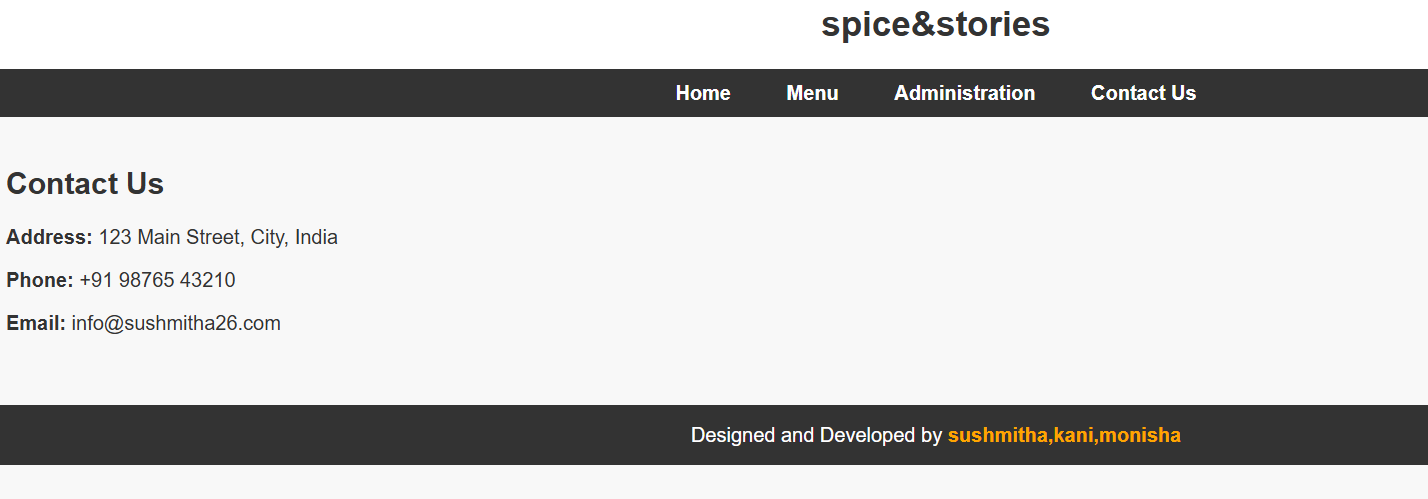 spice&stories
Home Menu Administration Contact Us
Contact Us
Address: 123 Main Street, City, India
Phone: +91 98765 43210
Email: info@sushmitha26.com
Designed and Developed by sushmitha,kani,monisha